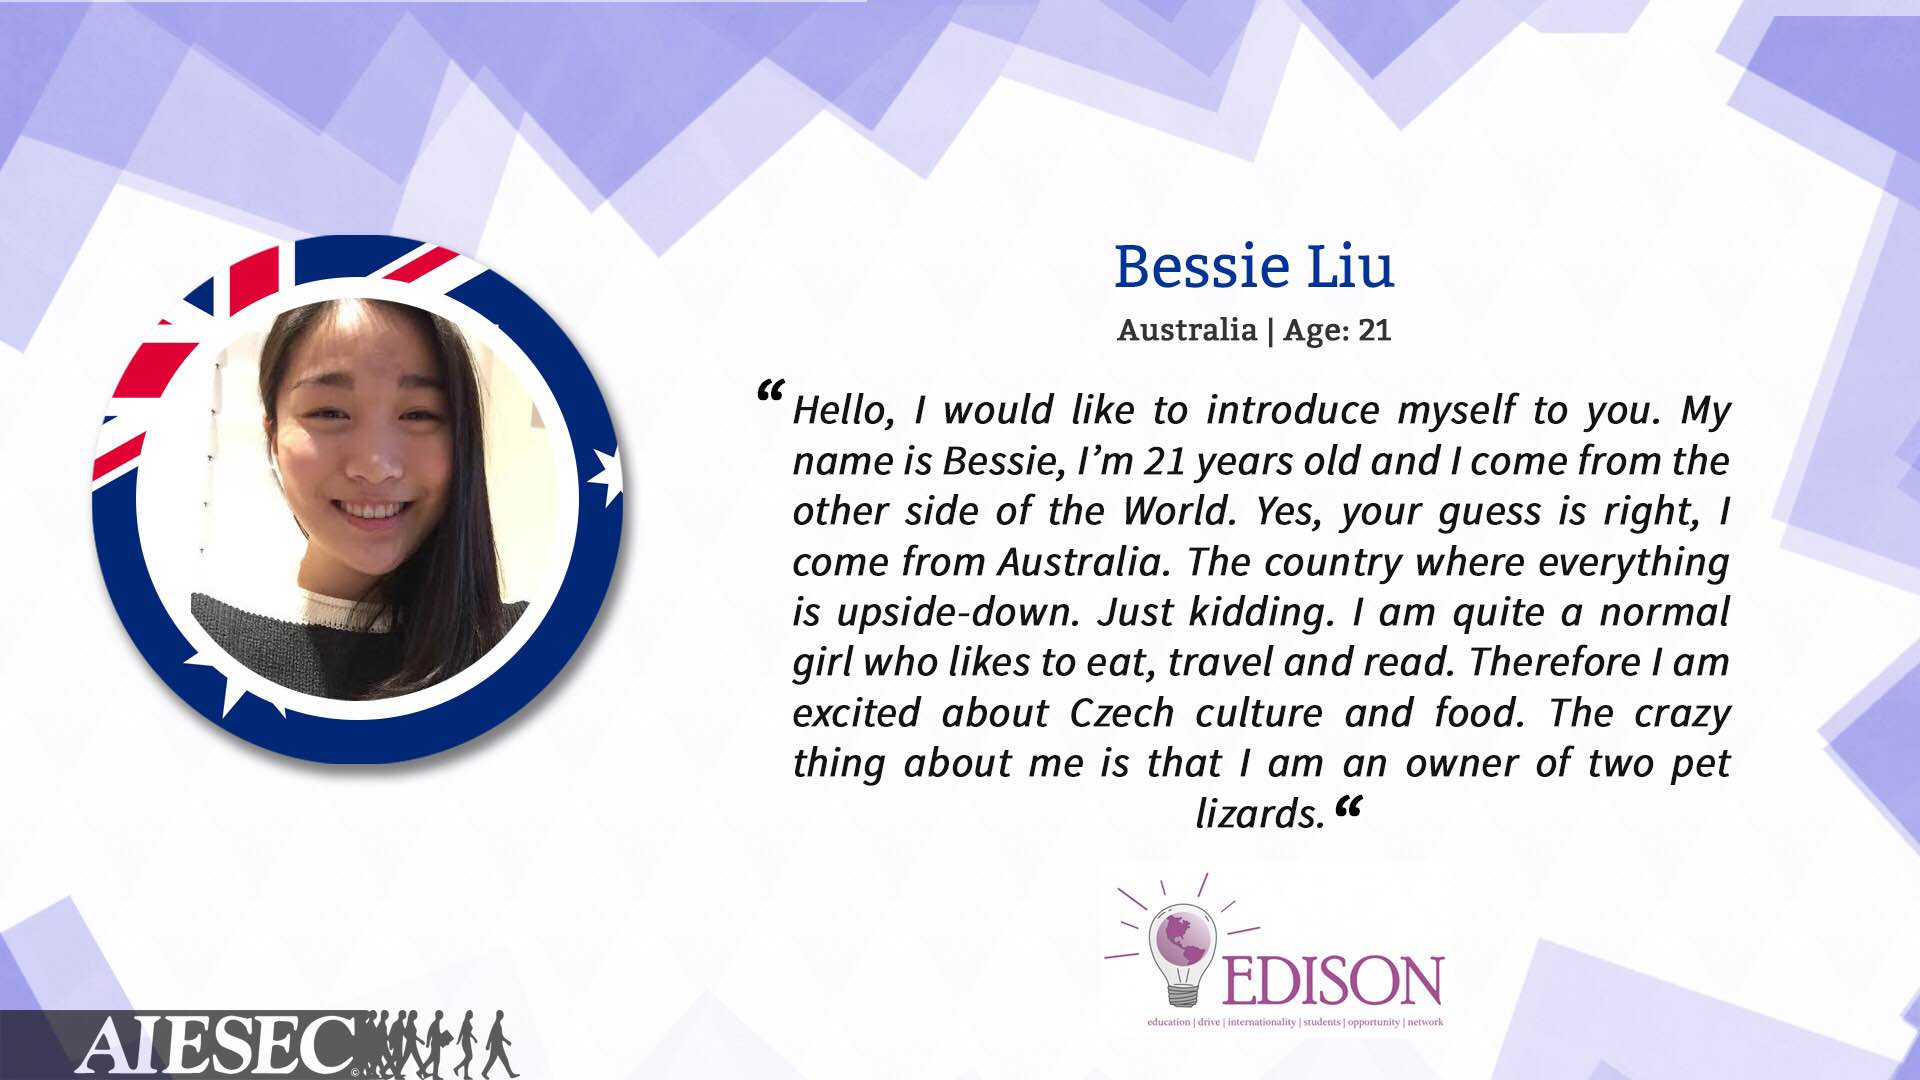 Bessie Liu
Australia | Age: 21
“ Hello, I would like to introduce myself to you. My
name is Bessie, I’m 21 years old and I come from the
other side of the World. Yes, your guess is right, I
come from Australia. The country where everything
is upside-down. Just kidding. I am quite a normal
girl who likes to eat, travel and read. Therefore I am
excited about Czech culture and food. The crazy
thing about me is that I am an owner of two pet
lizards. “
EDISON
education | drive | internationality | students | opportunity | network
AIESEC ©